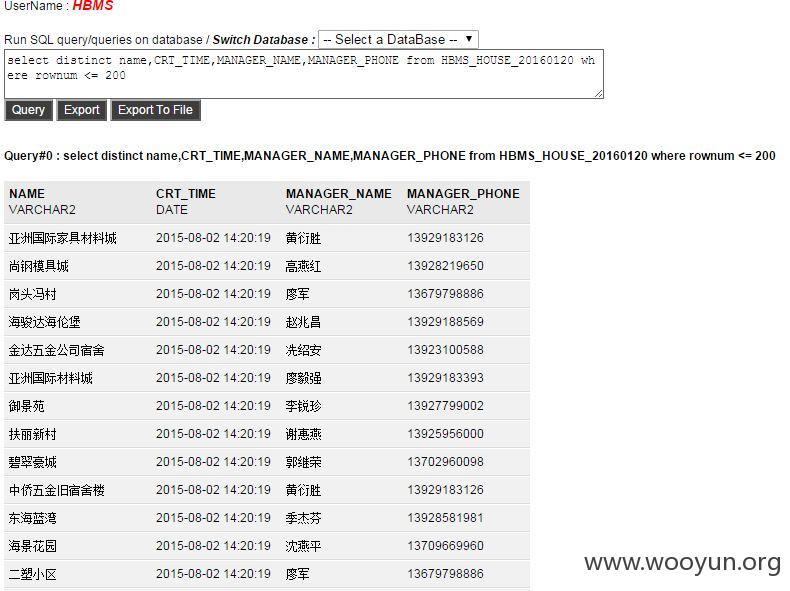 UserName : HBMS
Run SQL query/queries on database / Switch Database : -- Select a DataBase --
select distinct name,CRT_TIME,MANAGER_NAME,MANAGER_PHONE from HBMS_HOUSE_20160120 wh
ere rownum <= 200
Query Export Export To File
Query#0 : select distinct name,CRT_TIME,MANAGER_NAME,MANAGER_PHONE from HBMS_HOUSE_20160120 where rownum <= 200
NAME CRT_TIME MANAGER_NAME MANAGER_PHONE
VARCHAR2 DATE VARCHAR2 VARCHAR2
亚洲国际家具材料城 2015-08-02 14:20:19 黄衍胜 13929183126
尚钢模具城 2015-08-02 14:20:19 高燕红 13928219650
岗头冯村 2015-08-02 14:20:19 廖军 13679798886
海骏达海伦堡 2015-08-02 14:20:19 赵兆昌 13929188569
金达五金公司宿舍 2015-08-02 14:20:19 冼绍安 13923100588
亚洲国际材料城 2015-08-02 14:20:19 廖毅强 13929183393
御景苑 2015-08-02 14:20:19 李锐珍 13927799002
扶丽新村 2015-08-02 14:20:19 谢惠燕 13925956000
碧翠豪城 2015-08-02 14:20:19 郭维荣 13702960098
中侨五金旧宿舍楼 2015-08-02 14:20:19 黄衍胜 13929183126
东海蓝湾 2015-08-02 14:20:19 季杰芬 13928581981
海景花园 2015-08-02 14:20:19 沈燕平 13709669960
二塑小区 2015-08-02 14:20:19 廖军 13679798886
www.wooyun.org